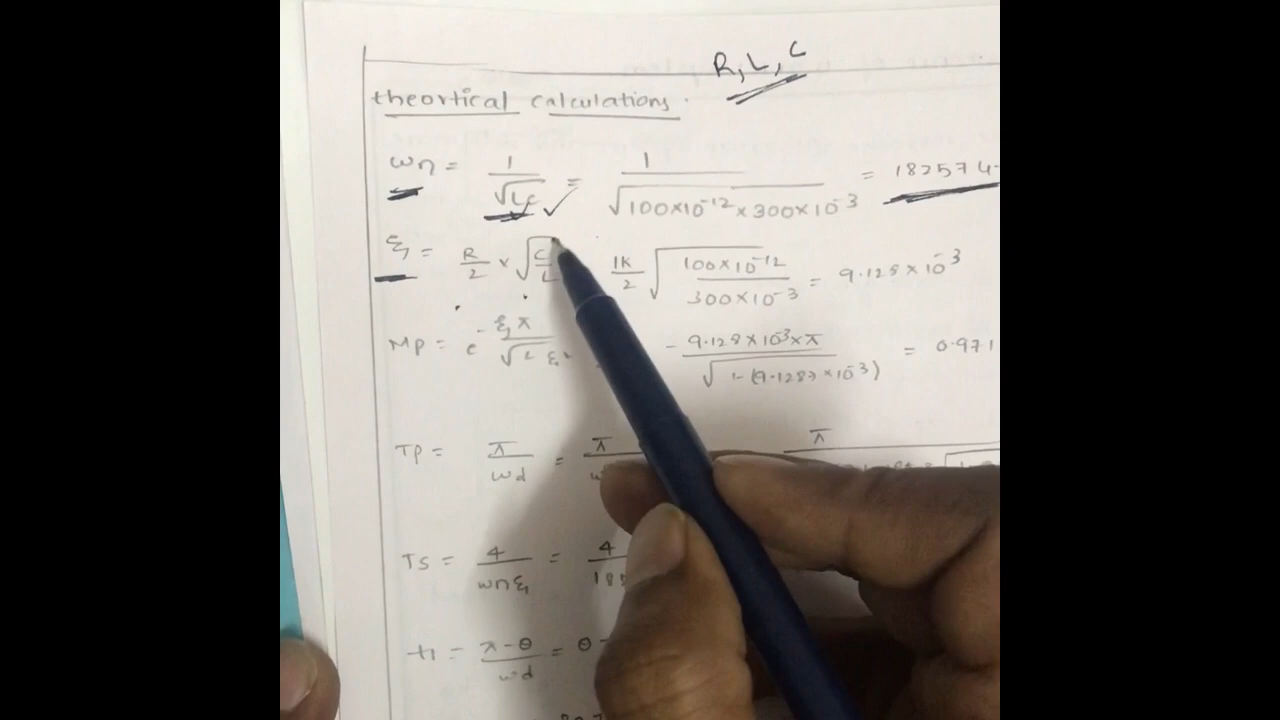 R, L, C
theortical calculations.
ωn = 1/√LC = 1/√100×10⁻¹²×300×10⁻³ = 182574
ξ = R/2 × √C/L 1K/2 √100×10⁻¹²/300×10⁻³ = 9.128×10⁻³
Mp = e -ξπ/√1-ξ² -9.128×10⁻³×π/√1-(9.1287×10⁻³) = 0.971
Tp = π/ωd = π/ π/
Ts = 4/ωnξ = 4/
π-θ/ωd = θ-